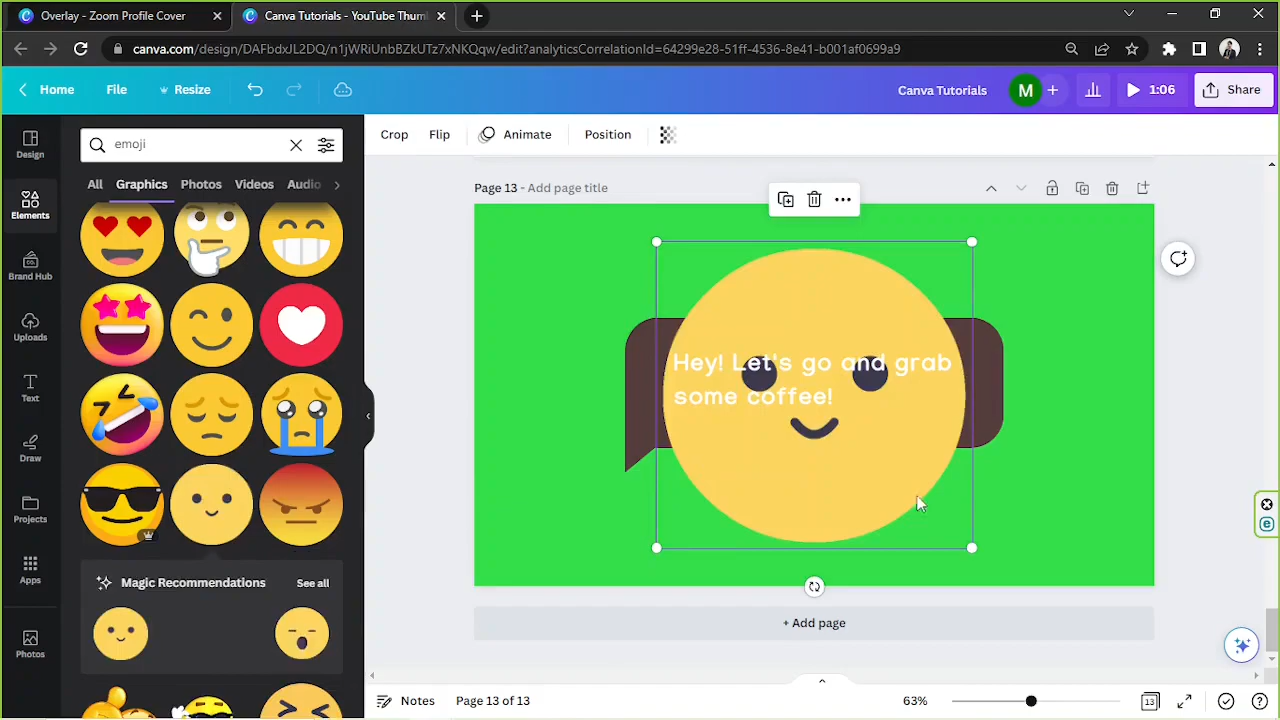 Overlay - Zoom Profile Cover
Canva Tutorials - YouTube Thum
canva.com/design/DAFbdxJL2DQ/n1jWRiUnbBZkUTz7xNKQqw/edit?analyticsCorrelationId=64299e28-51ff-4536-8e41-b001af0699a9
Home
File
Resize
Canva Tutorials
M
1:06
Share
Design
Elements
Brand Hub
Uploads
Text
Draw
Projects
Apps
Photos
emoji
All
Graphics
Photos
Videos
Audio
Magic Recommendations
See all
Crop
Flip
Animate
Position
Page 13 - Add page title
Hey! Let's go and grab
some coffee!
+ Add page
Notes
Page 13 of 13
63%
13